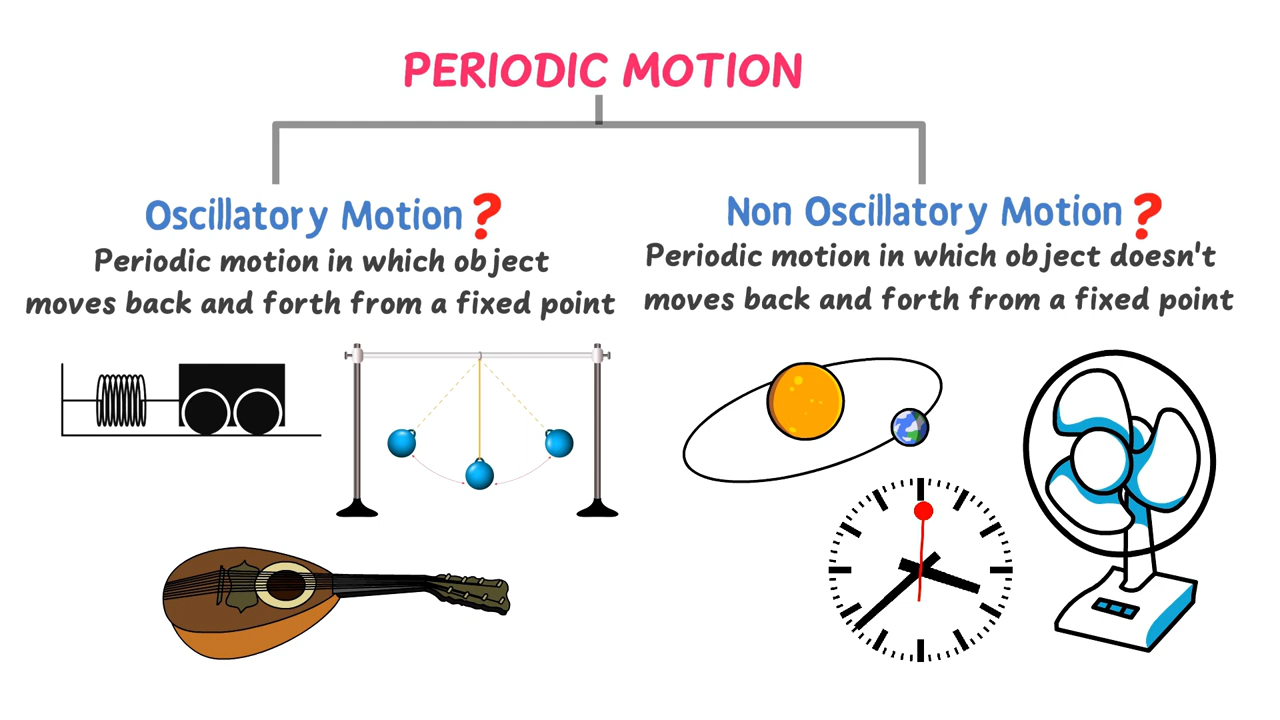 PERIODIC MOTION
Oscillatory Motion ?
Periodic motion in which object
moves back and forth from a fixed point
Non Oscillatory Motion ?
Periodic motion in which object doesn't
moves back and forth from a fixed point